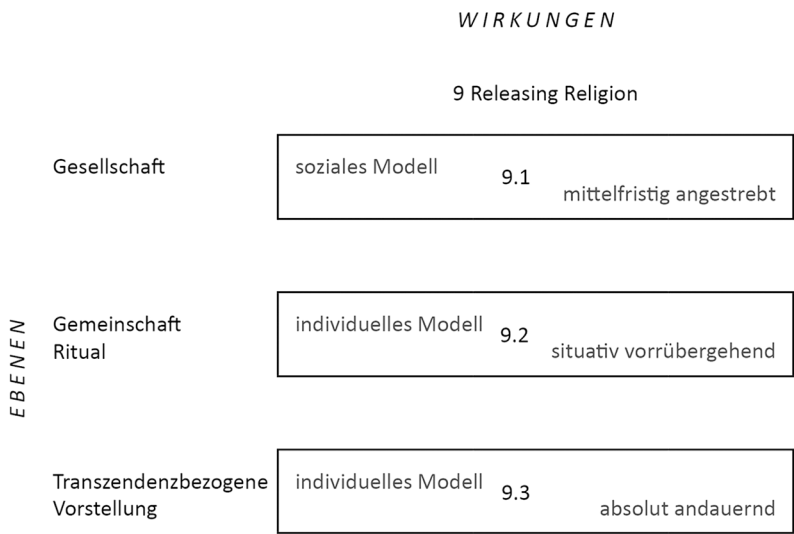 WIRKUNGEN
9 Releasing Religion
Gesellschaft
soziales Modell
9.1
mittelfristig angestrebt
EBENEN
Gemeinschaft
Ritual
individuelles Modell
9.2
situativ vorrübergehend
Transzendenzbezogene
Vorstellung
individuelles Modell
9.3
absolut andauernd